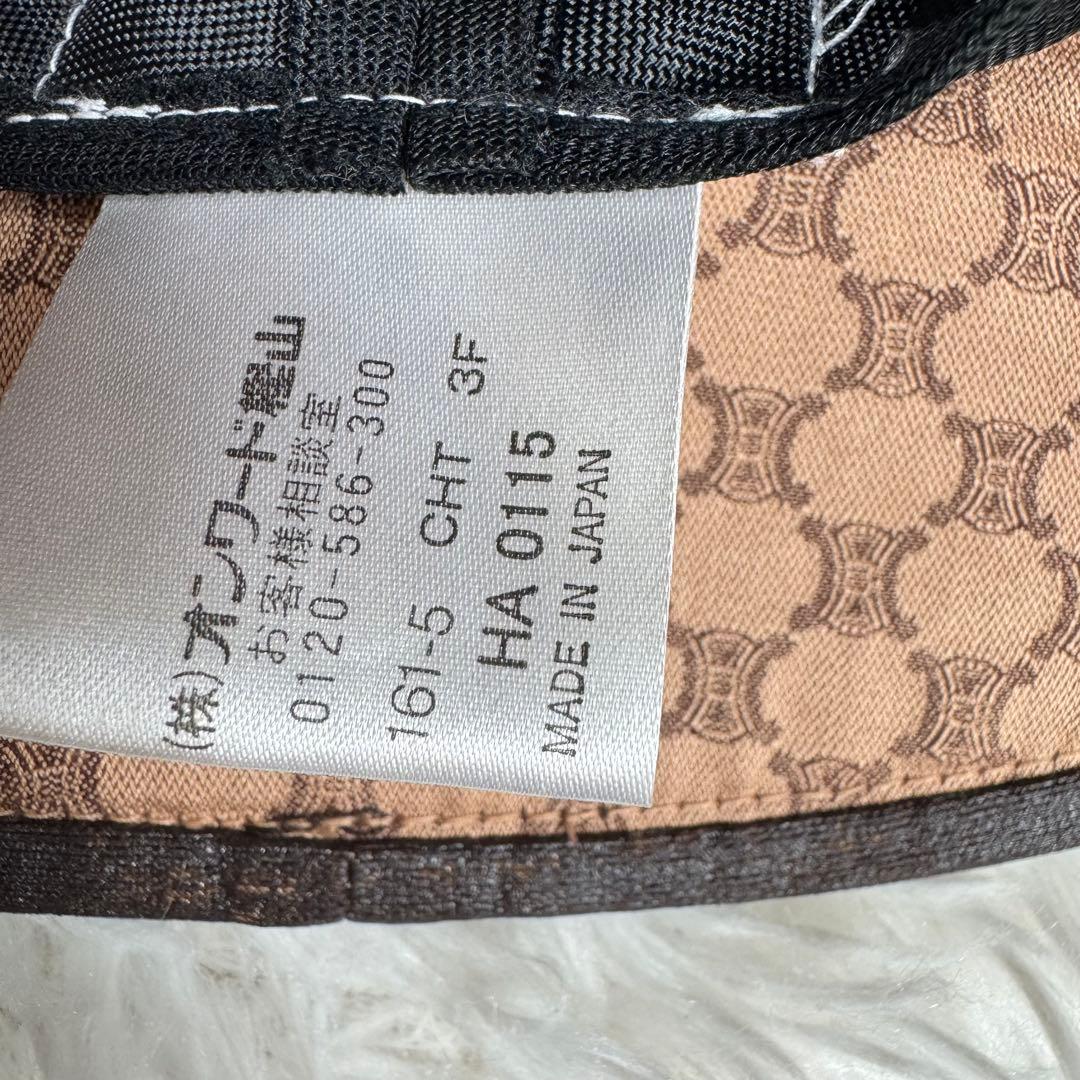 (株)オンワード樫山
お客様相談室
0120-586-300
161-5 CHT 3F
HA 0115
MADE IN JAPAN